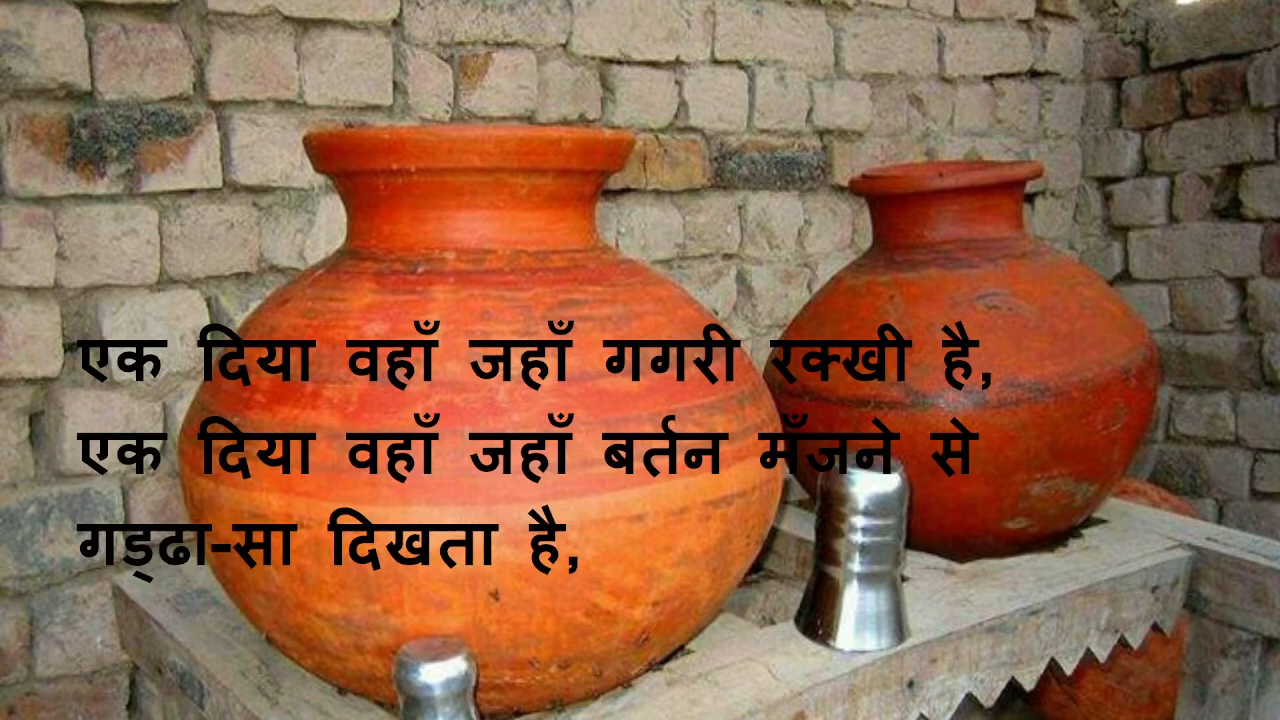 एक दिया वहाँ जहाँ गगरी रक्खी है,
एक दिया वहाँ जहाँ बर्तन मँजने से
गड्ढा-सा दिखता है,